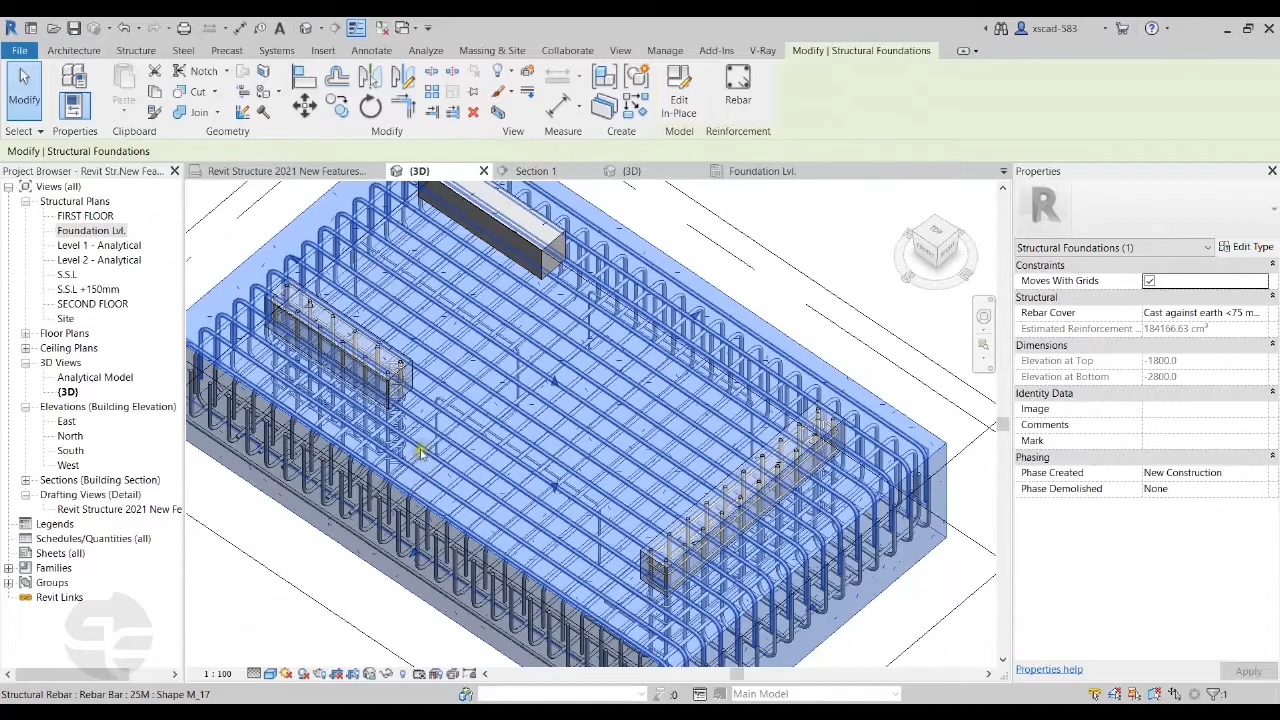 xscad-583
File Architecture Structure Steel Precast Systems Insert Annotate Analyze Massing & Site Collaborate View Manage Add-Ins V-Ray Modify | Structural Foundations
Modify Paste Notch Cut Join Edit In-Place Rebar
Select Properties Clipboard Geometry Modify View Measure Create Model Reinforcement
Modify | Structural Foundations
Project Browser - Revit Str.New Fea...
Views (all)
Structural Plans
FIRST FLOOR
Foundation Lvl.
Level 1 - Analytical
Level 2 - Analytical
S.S.L
S.S.L +150mm
SECOND FLOOR
Site
Floor Plans
Ceiling Plans
3D Views
Analytical Model
{3D}
Elevations (Building Elevation)
East
North
South
West
Sections (Building Section)
Drafting Views (Detail)
Revit Structure 2021 New Fe
Legends
Schedules/Quantities (all)
Sheets (all)
Families
Groups
Revit Links
Revit Structure 2021 New Features... {3D} Section 1 {3D} Foundation Lvl.
TOP
Properties
Structural Foundations (1) Edit Type
Constraints
Moves With Grids
Structural
Rebar Cover Cast against earth <75 m...
Estimated Reinforcement ... 184166.63 cm³
Dimensions
Elevation at Top -1800.0
Elevation at Bottom -2800.0
Identity Data
Image
Comments
Mark
Phasing
Phase Created New Construction
Phase Demolished None
Properties help Apply
1 : 100
Structural Rebar : Rebar Bar : 25M : Shape M_17
:0
Main Model
:1